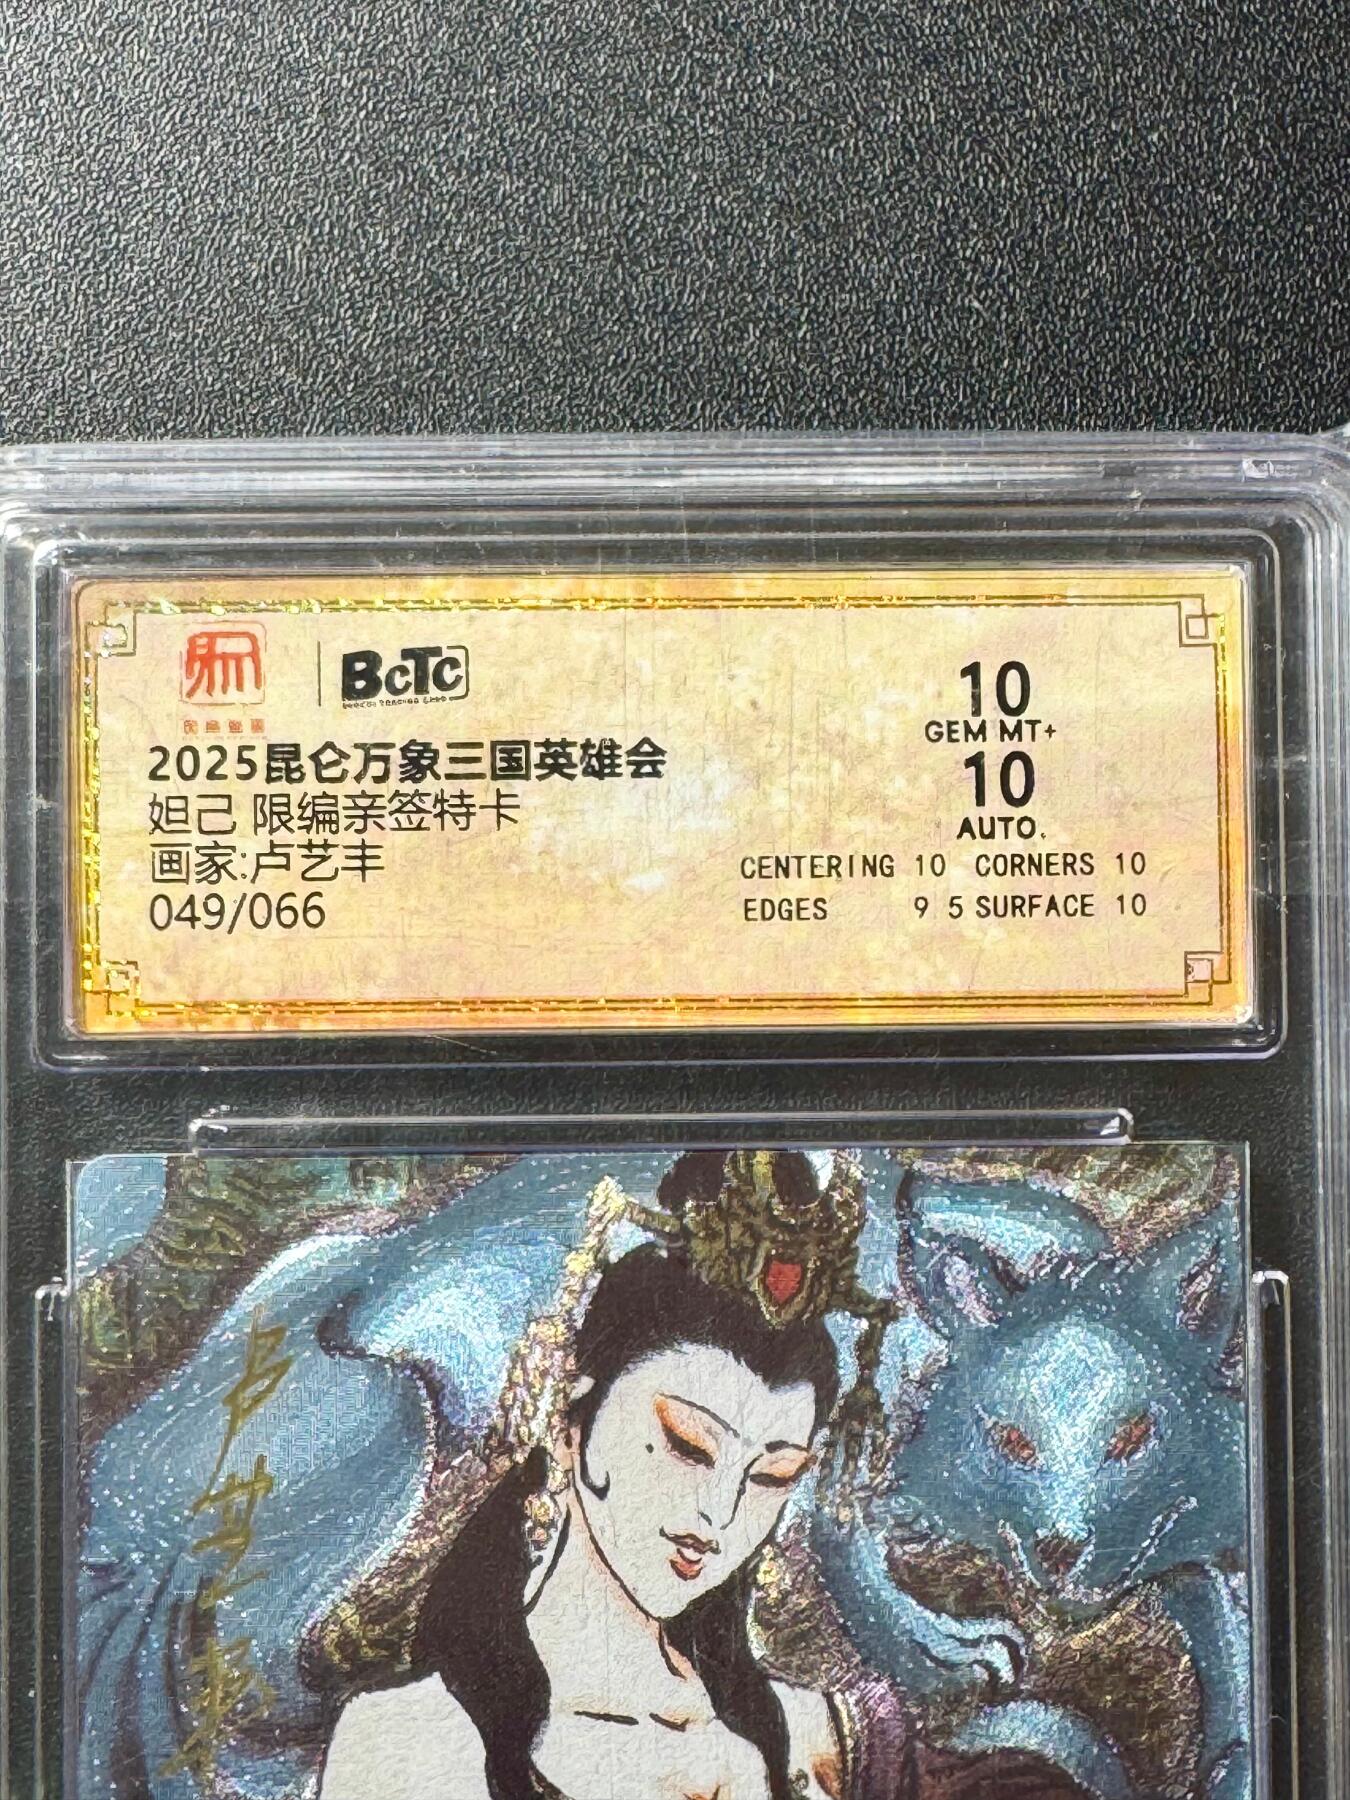 BCTC
2025昆仑万象三国英雄会
妲己 限编亲签特卡
画家:卢艺丰
049/066
10
GEM MT+
10
AUTO.
CENTERING 10 CORNERS 10
EDGES 9 5 SURFACE 10